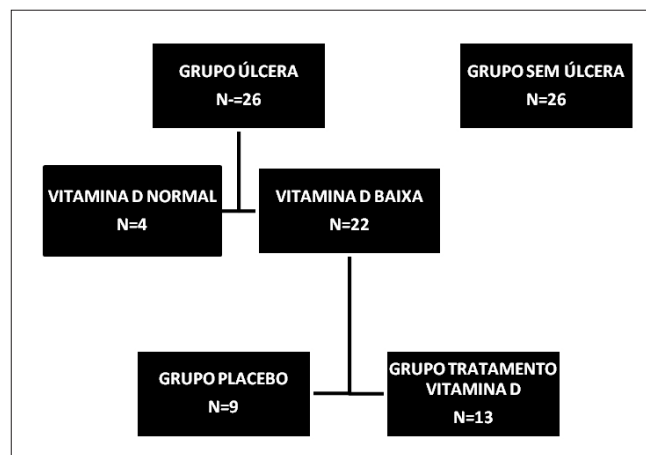 GRUPO ÚLCERA
N-=26
GRUPO SEM ÚLCERA
N=26
VITAMINA D NORMAL
N=4
VITAMINA D BAIXA
N=22
GRUPO PLACEBO
N=9
GRUPO TRATAMENTO
VITAMINA D
N=13